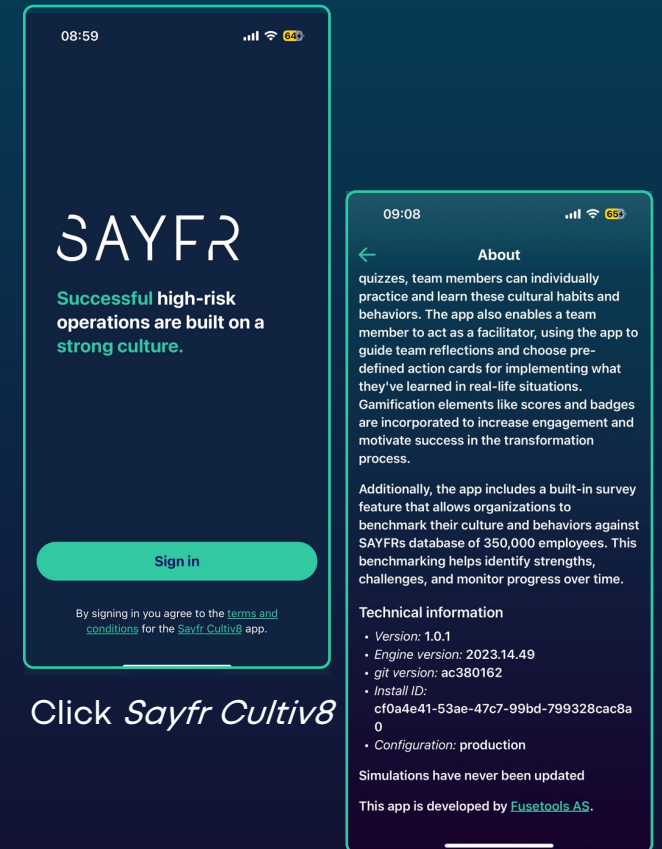 08:59
64
SAYFR
Successful high-risk
operations are built on a
strong culture.
Sign in
By signing in you agree to the terms and
conditions for the Sayfr Cultiv8 app.
Click Sayfr Cultiv8
09:08
65
About
quizzes, team members can individually
practice and learn these cultural habits and
behaviors. The app also enables a team
member to act as a facilitator, using the app to
guide team reflections and choose pre-
defined action cards for implementing what
they've learned in real-life situations.
Gamification elements like scores and badges
are incorporated to increase engagement and
motivate success in the transformation
process.
Additionally, the app includes a built-in survey
feature that allows organizations to
benchmark their culture and behaviors against
SAYFRs database of 350,000 employees. This
benchmarking helps identify strengths,
challenges, and monitor progress over time.
Technical information
• Version: 1.0.1
• Engine version: 2023.14.49
• git version: ac380162
• Install ID:
cf0a4e41-53ae-47c7-99bd-799328cac8a
0
• Configuration: production
Simulations have never been updated
This app is developed by Fusetools AS.